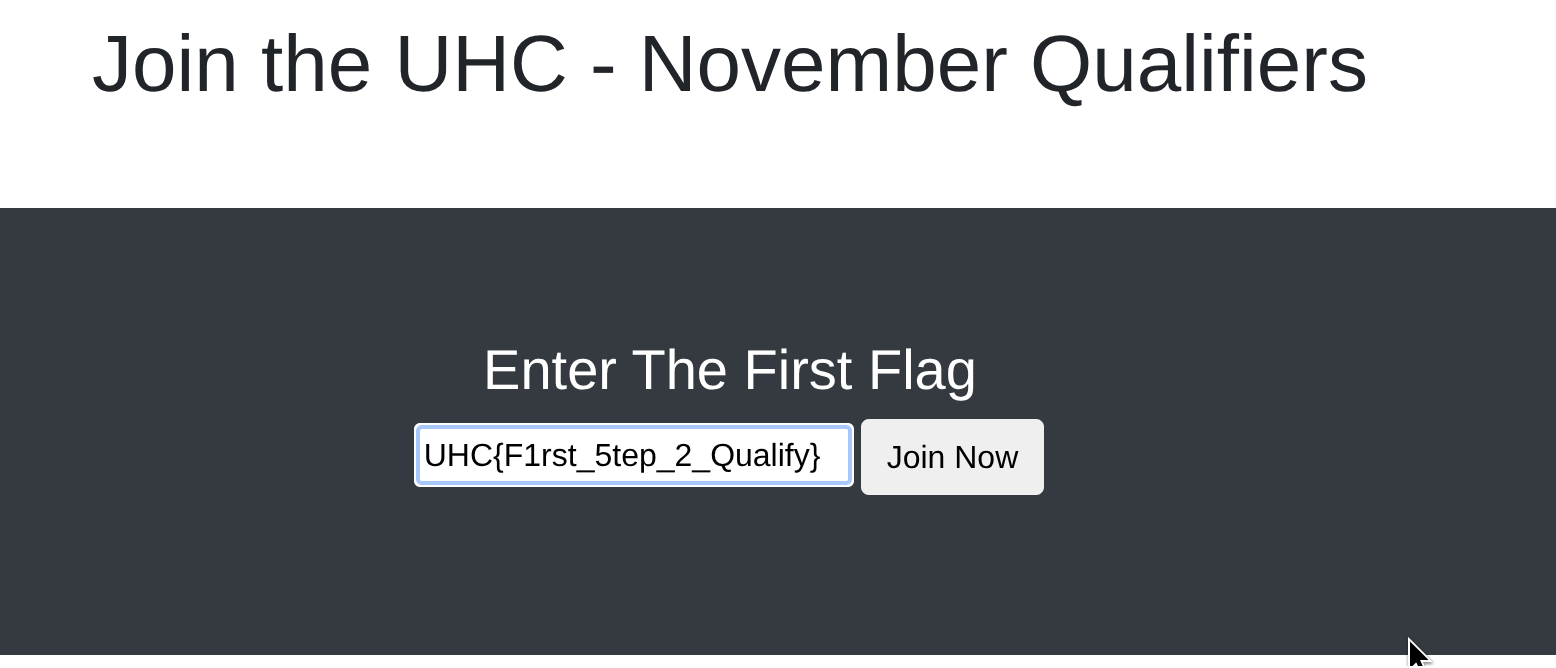 Join the UHC - November Qualifiers
Enter The First Flag
UHC{F1rst_5tep_2_Qualify} Join Now